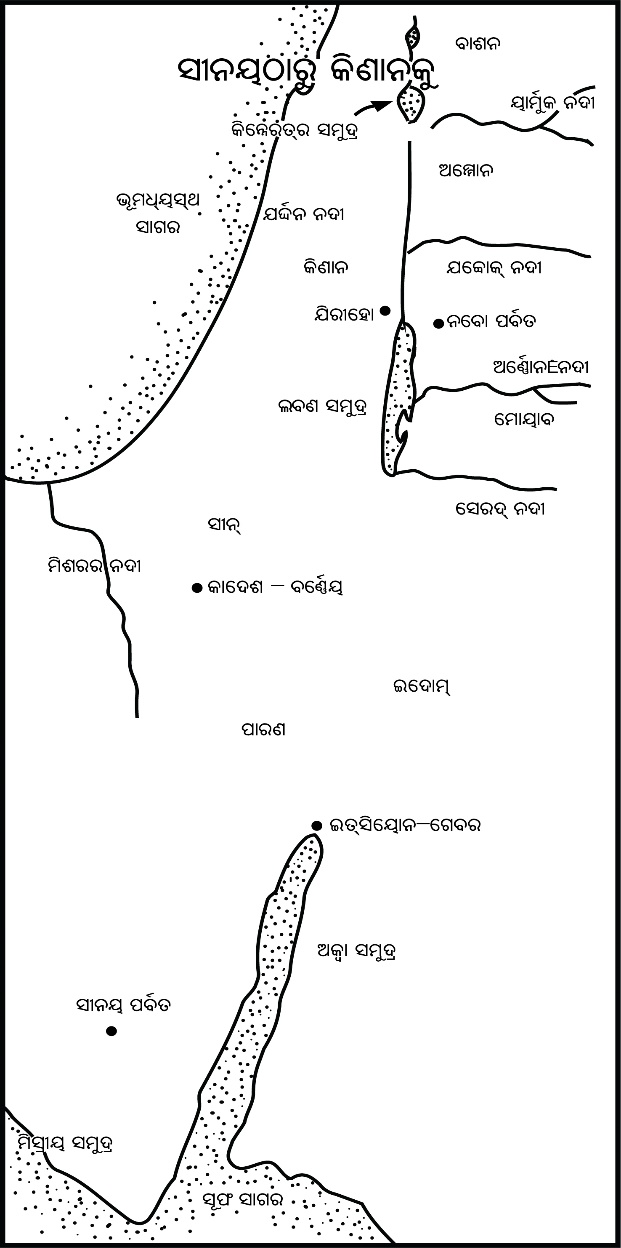 ବାଶନ
ସୀନୟଠାରୁ କିଣାନକୁ
ୟାର୍ମୁକ ନଦୀ
କିନ୍ନେରତ୍‌ର ସମୁଦ୍ର
ଅମ୍ମୋନ
ଭୂମଧ୍ୟସ୍ଥ
ସାଗର
ଯର୍ଦ୍ଦନ ନଦୀ
କିଣାନ
ଯବ୍ବୋକ୍ ନଦୀ
ଯିରୀହୋ
ନବୋ ପର୍ବତ
ଅର୍ଣ୍ଣୋନEନଦୀ
ଲବଣ ସମୁଦ୍ର
ମୋୟାବ
ସେରଦ୍ ନଦୀ
ସୀନ୍
ମିଶରର ନଦୀ
କାଦେଶ – ବର୍ଣ୍ଣେୟ
ଇଦୋମ୍
ପାରଣ
ଇତ୍‌ସିୟୋନ–ଗେବର
ଅକ୍ବା ସମୁଦ୍ର
ସୀନୟ ପର୍ବତ
ମିସ୍ରୀୟ ସମୁଦ୍ର
ସୂଫ ସାଗର